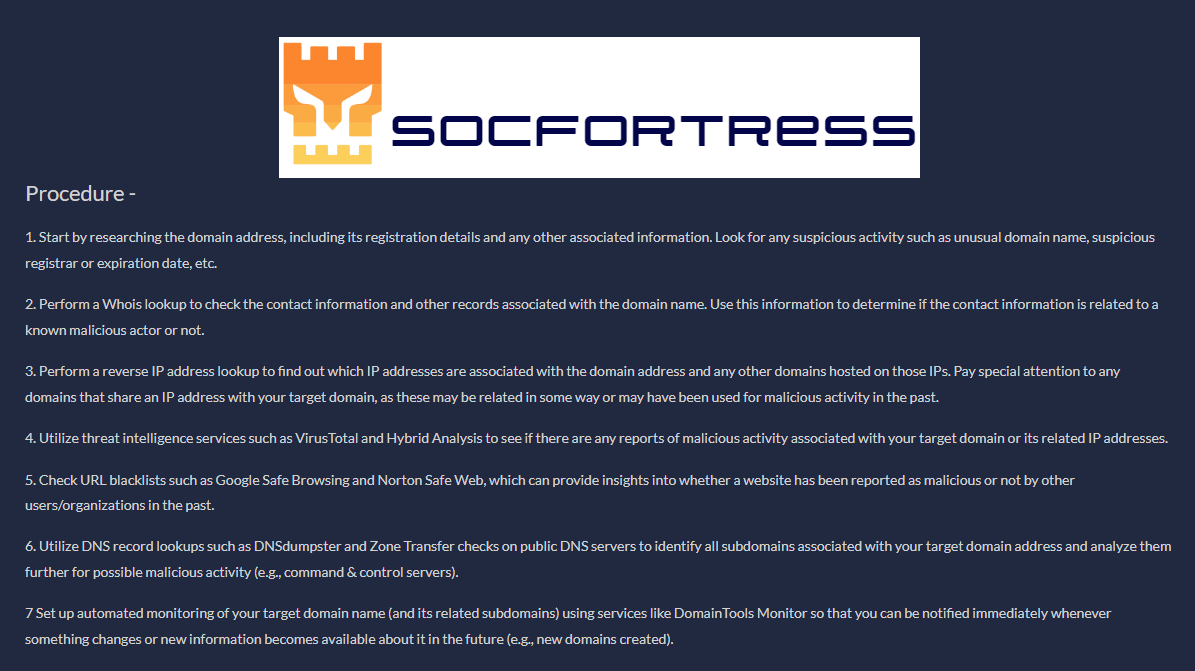 SOCFORTRESS
Procedure -
1. Start by researching the domain address, including its registration details and any other associated information. Look for any suspicious activity such as unusual domain name, suspicious
registrar or expiration date, etc.
2. Perform a Whois lookup to check the contact information and other records associated with the domain name. Use this information to determine if the contact information is related to a
known malicious actor or not.
3. Perform a reverse IP address lookup to find out which IP addresses are associated with the domain address and any other domains hosted on those IPs. Pay special attention to any
domains that share an IP address with your target domain, as these may be related in some way or may have been used for malicious activity in the past.
4. Utilize threat intelligence services such as VirusTotal and Hybrid Analysis to see if there are any reports of malicious activity associated with your target domain or its related IP addresses.
5. Check URL blacklists such as Google Safe Browsing and Norton Safe Web, which can provide insights into whether a website has been reported as malicious or not by other
users/organizations in the past.
6. Utilize DNS record lookups such as DNSdumpster and Zone Transfer checks on public DNS servers to identify all subdomains associated with your target domain address and analyze them
further for possible malicious activity (e.g., command & control servers).
7 Set up automated monitoring of your target domain name (and its related subdomains) using services like DomainTools Monitor so that you can be notified immediately whenever
something changes or new information becomes available about it in the future (e.g., new domains created).